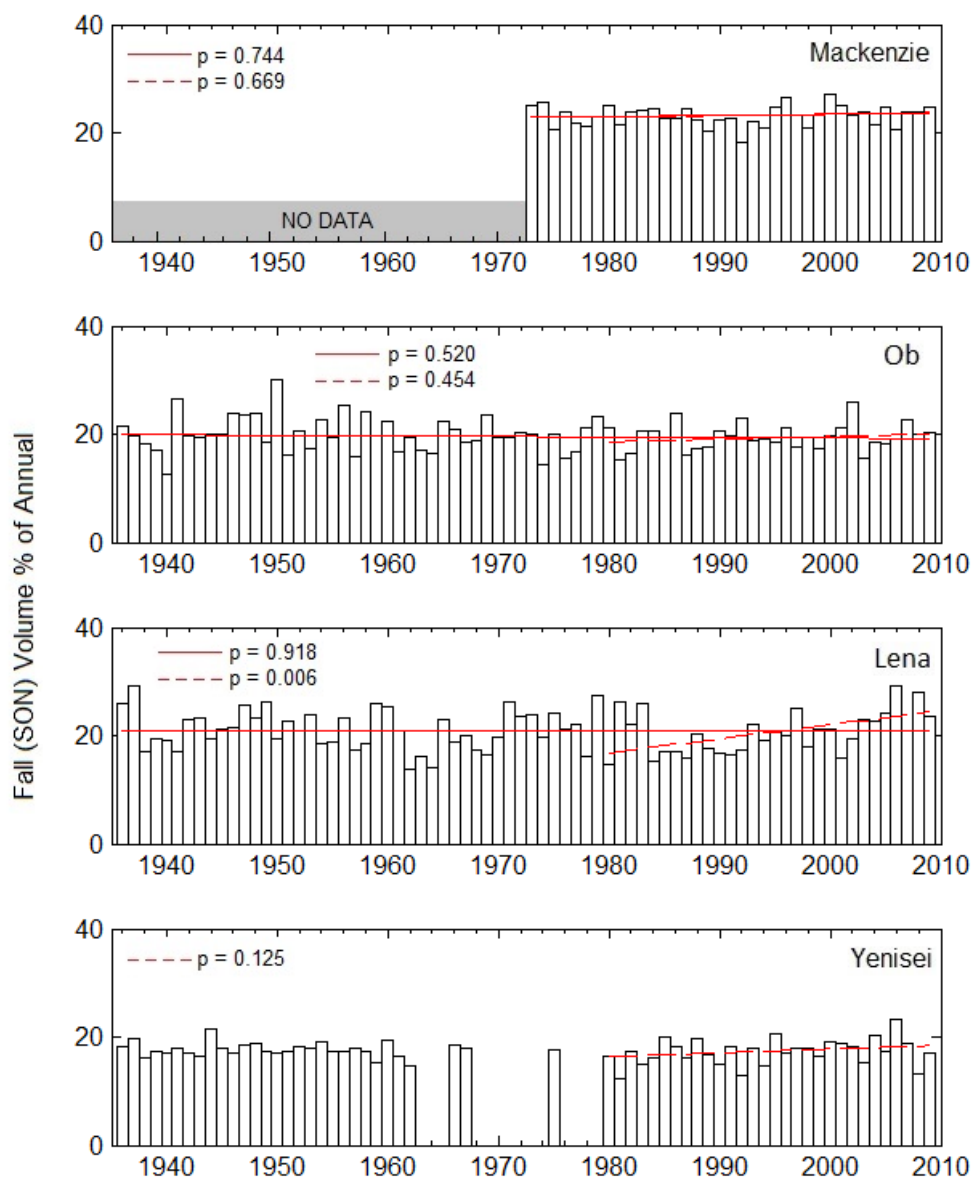 Fall (SON) Volume % of Annual
40
20
0
p = 0.744
p = 0.669
Mackenzie
NO DATA
1940 1950 1960 1970 1980 1990 2000 2010
40
20
0
p = 0.520
p = 0.454
Ob
1940 1950 1960 1970 1980 1990 2000 2010
40
20
0
p = 0.918
p = 0.006
Lena
1940 1950 1960 1970 1980 1990 2000 2010
40
20
0
p = 0.125
Yenisei
1940 1950 1960 1970 1980 1990 2000 2010